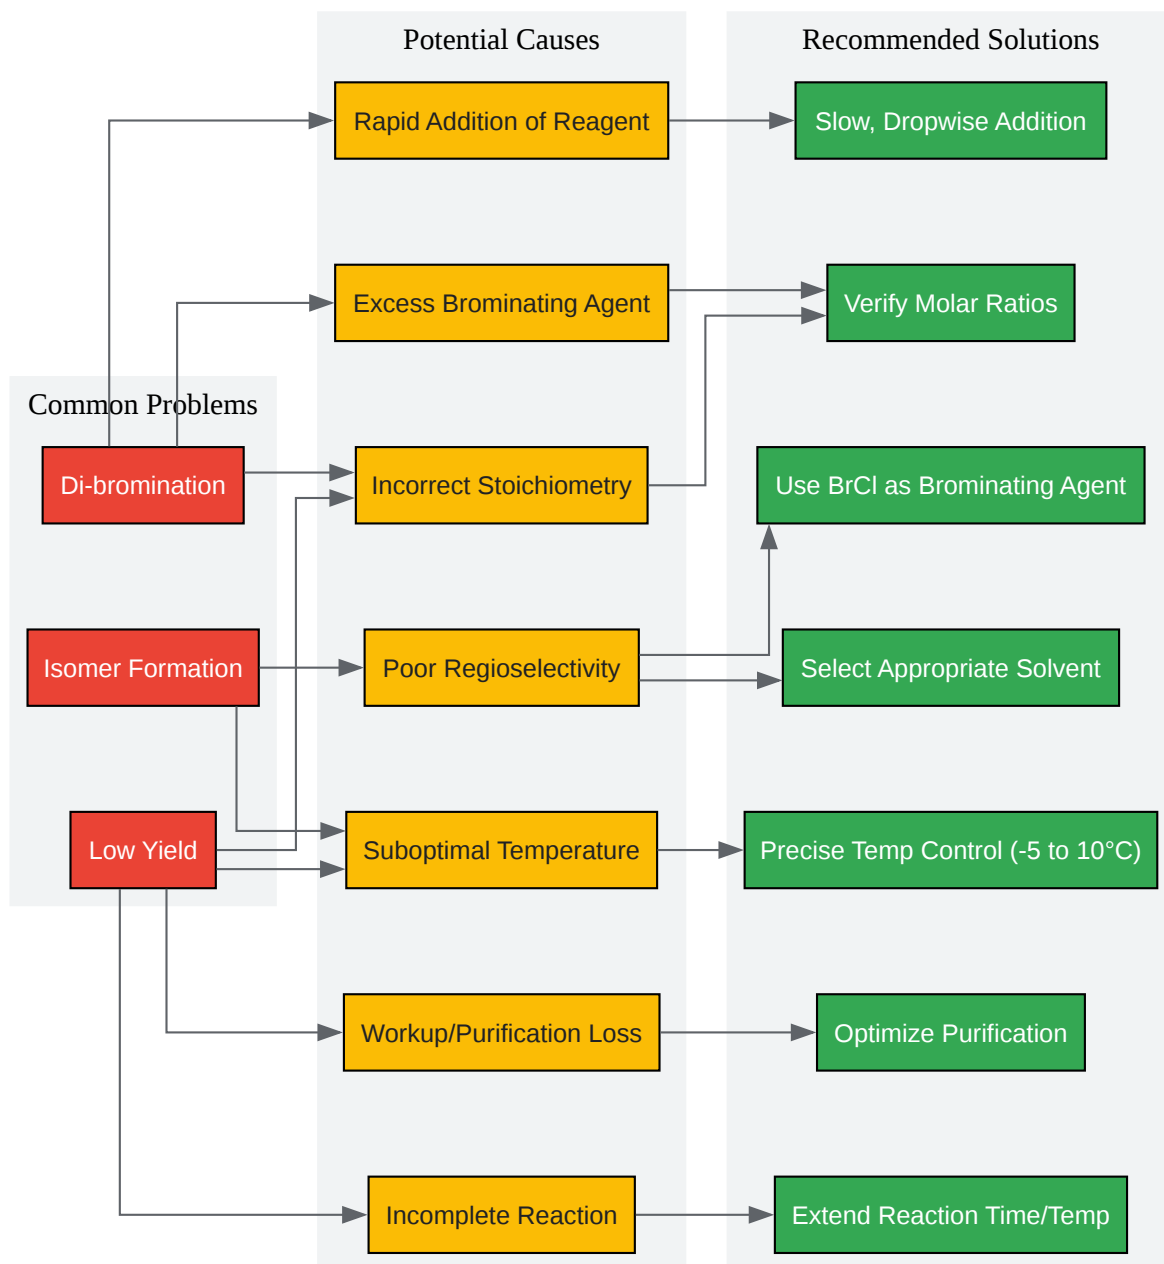 Potential Causes
Recommended Solutions
Rapid Addition of Reagent
Slow, Dropwise Addition
Excess Brominating Agent
Verify Molar Ratios
Common Problems
Di-bromination
Incorrect Stoichiometry
Use BrCl as Brominating Agent
Isomer Formation
Poor Regioselectivity
Select Appropriate Solvent
Low Yield
Suboptimal Temperature
Precise Temp Control (-5 to 10°C)
Workup/Purification Loss
Optimize Purification
Incomplete Reaction
Extend Reaction Time/Temp